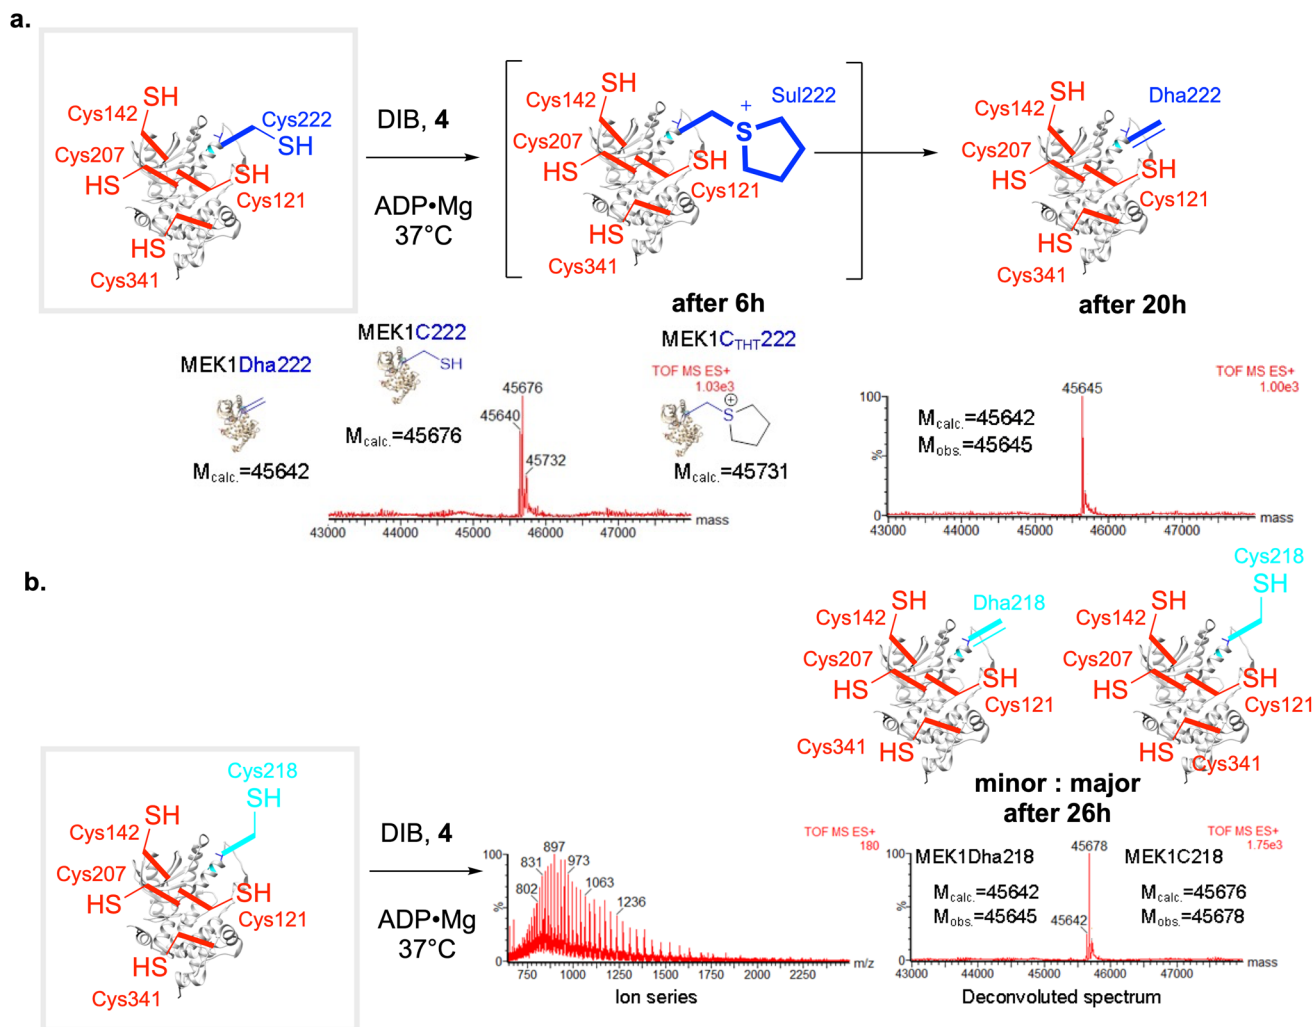 a.
SH
Cys142
Cys222
SH
Cys207
HS
SH
Cys121
HS
Cys341
DIB, 4
ADP•Mg
37°C
SH
Cys142
Sul222
+
S
Cys207
HS
SH
Cys121
HS
Cys341
after 6h
SH
Cys142
Dha222
Cys207
HS
SH
Cys121
HS
Cys341
after 20h
MEK1Dha222
Mcalc.=45642
MEK1C222
SH
Mcalc.=45676
MEK1CTHT222
TOF MS ES+
1.03e3
S
+
Mcalc.=45731
45676
45640
45732
43000 44000 45000 46000 47000 mass
TOF MS ES+
1.00e3
45645
100
%
0
Mcalc.=45642
Mobs.=45645
43000 44000 45000 46000 47000 mass
b.
SH
Cys142
Cys218
SH
Cys207
HS
SH
Cys121
HS
Cys341
DIB, 4
ADP•Mg
37°C
SH
Cys142
Dha218
Cys207
HS
SH
Cys121
HS
Cys341
Cys218
SH
SH
Cys142
Cys207
HS
SH
Cys121
HS
Cys341
minor : major
after 26h
TOF MS ES+
180
100
%
0
802
831
897
973
1063
1236
750 1000 1250 1500 1750 2000 2250 m/z
Ion series
TOF MS ES+
1.75e3
100
%
0
45678
45642
MEK1Dha218
Mcalc.=45642
Mobs.=45645
MEK1C218
Mcalc.=45676
Mobs.=45678
43000 44000 45000 46000 47000 mass
Deconvoluted spectrum